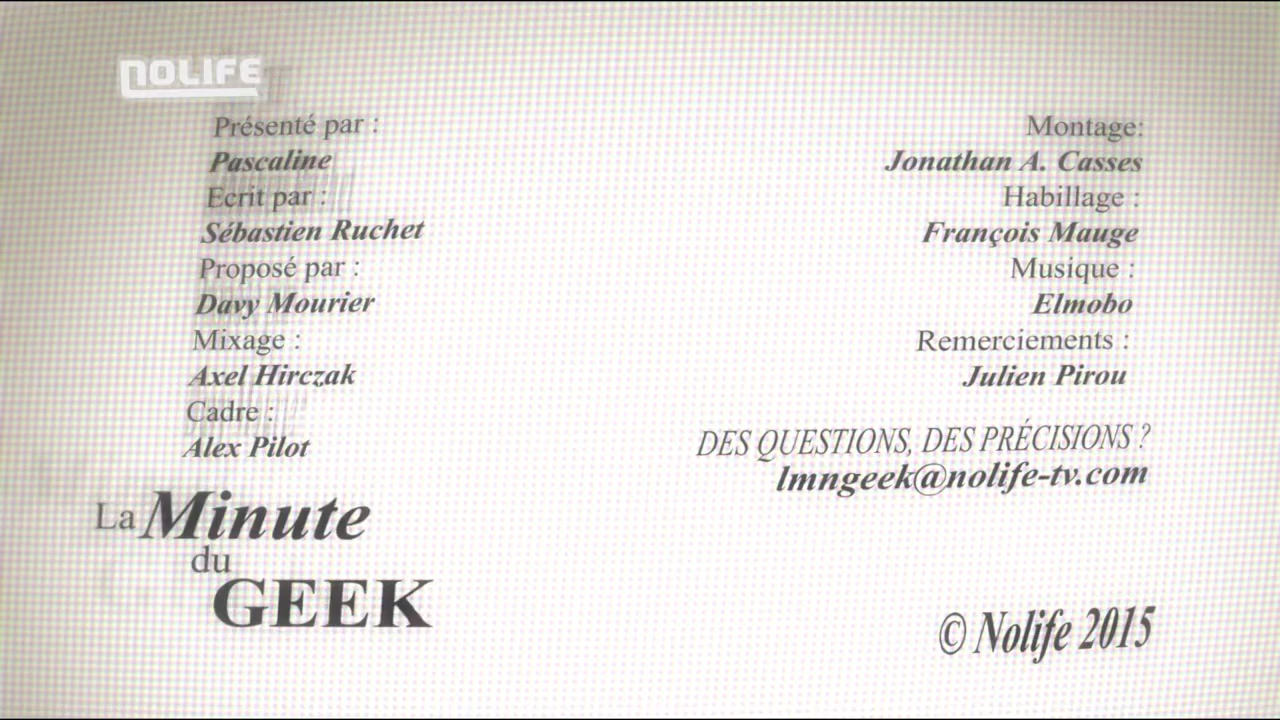 NOLIFE
Présenté par :
Pascaline
Ecrit par :
Sébastien Ruchet
Proposé par :
Davy Mourier
Mixage :
Axel Hirczak
Cadre :
Alex Pilot
La Minute
du
GEEK
Montage:
Jonathan A. Casses
Habillage :
François Mauge
Musique :
Elmobo
Remerciements :
Julien Pirou
DES QUESTIONS, DES PRÉCISIONS ?
lmngeek@nolife-tv.com
© Nolife 2015